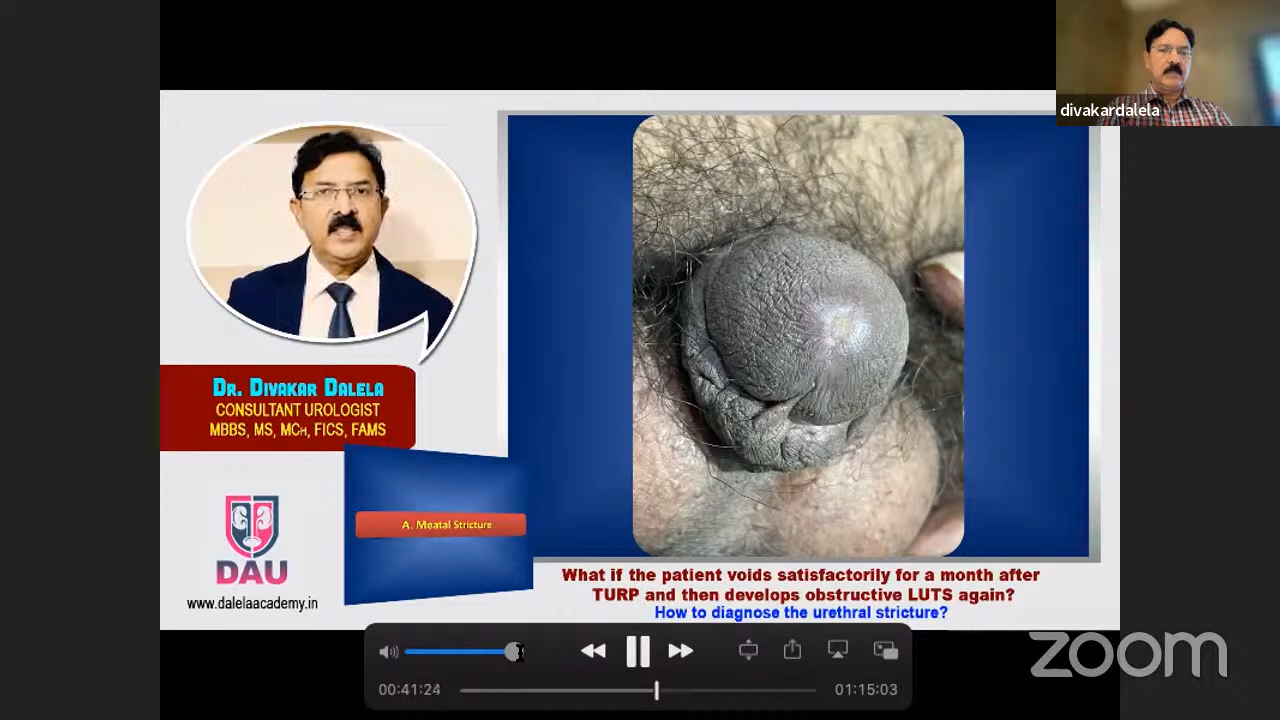 divakardalela
Dr. Divakar Dalela
CONSULTANT UROLOGIST
MBBS, MS, MCh, FICS, FAMS
A. Meatal Stricture
DAU
www.dalelaacademy.in
What if the patient voids satisfactorily for a month after
TURP and then develops obstructive LUTS again?
How to diagnose the urethral stricture?
zoom
00:41:24
01:15:03